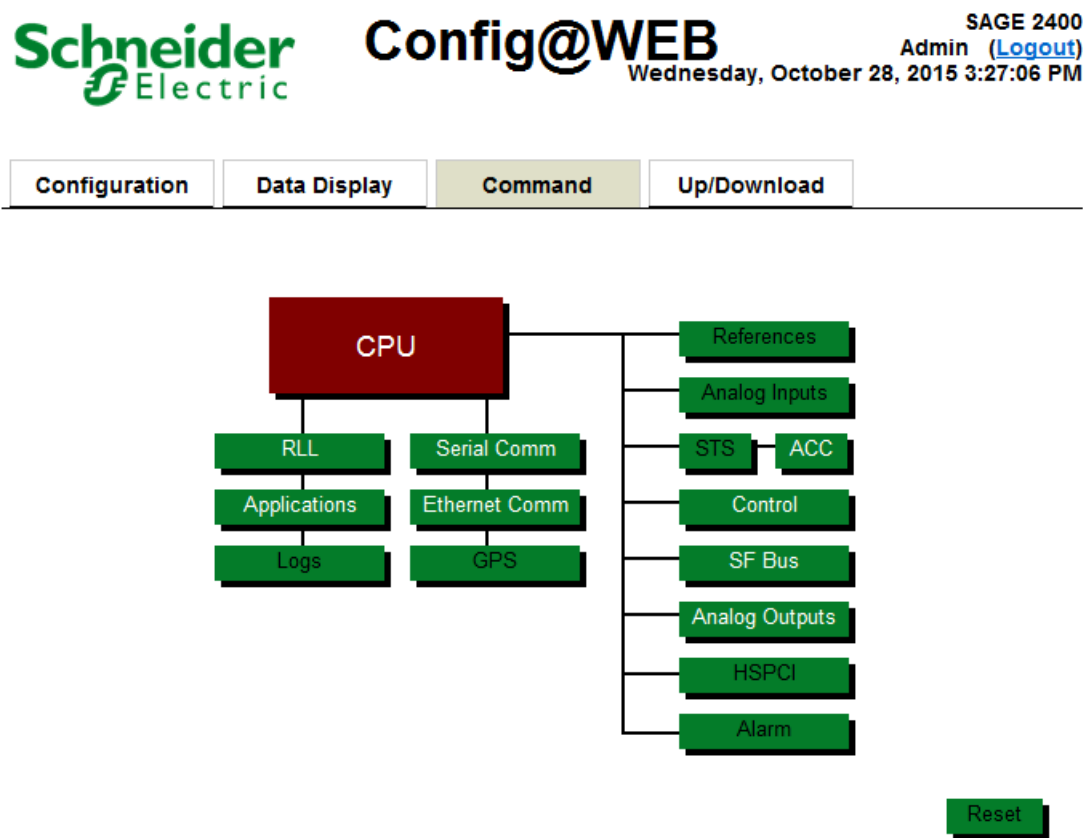 Schneider Electric
Config@WEB
SAGE 2400
Admin (Logout)
Wednesday, October 28, 2015 3:27:06 PM
Configuration Data Display Command Up/Download
CPU
RLL
Applications
Logs
Serial Comm
Ethernet Comm
GPS
References
Analog Inputs
STS ACC
Control
SF Bus
Analog Outputs
HSPCI
Alarm
Reset